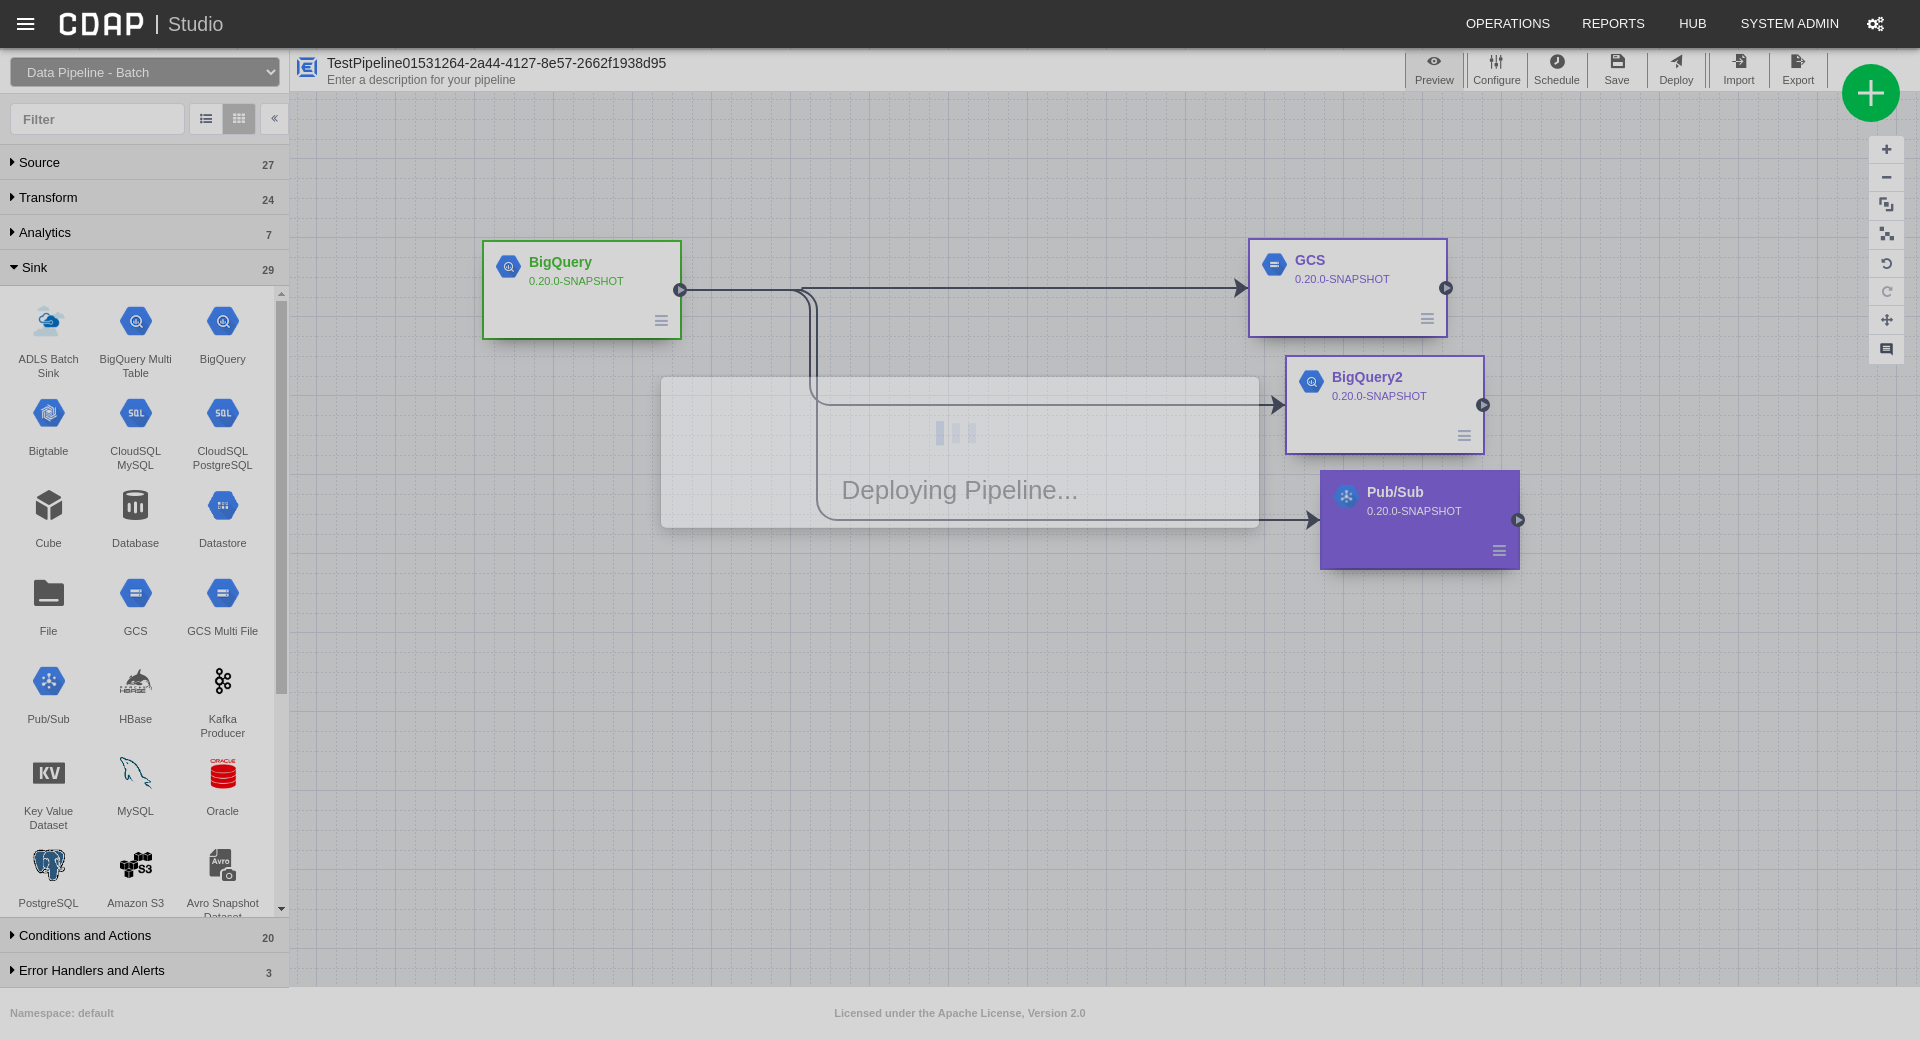 CDAP | Studio
OPERATIONS
REPORTS
HUB
SYSTEM ADMIN
Data Pipeline - Batch
TestPipeline01531264-2a44-4127-8e57-2662f1938d95
Enter a description for your pipeline
Preview
Configure
Schedule
Save
Deploy
Import
Export
Filter
Source
27
Transform
24
Analytics
7
Sink
29
ADLS Batch
Sink
BigQuery Multi
Table
BigQuery
Bigtable
SQL
CloudSQL
MySQL
SQL
CloudSQL
PostgreSQL
Cube
Database
Datastore
File
GCS
GCS Multi File
Pub/Sub
HBASE
HBase
Kafka
Producer
KV
Key Value
Dataset
MySQL
ORACLE
Oracle
PostgreSQL
S3
Amazon S3
Avro
Avro Snapshot
Dataset
Conditions and Actions
20
Error Handlers and Alerts
3
BigQuery
0.20.0-SNAPSHOT
GCS
0.20.0-SNAPSHOT
BigQuery2
0.20.0-SNAPSHOT
Pub/Sub
0.20.0-SNAPSHOT
Deploying Pipeline...
Namespace: default
Licensed under the Apache License, Version 2.0